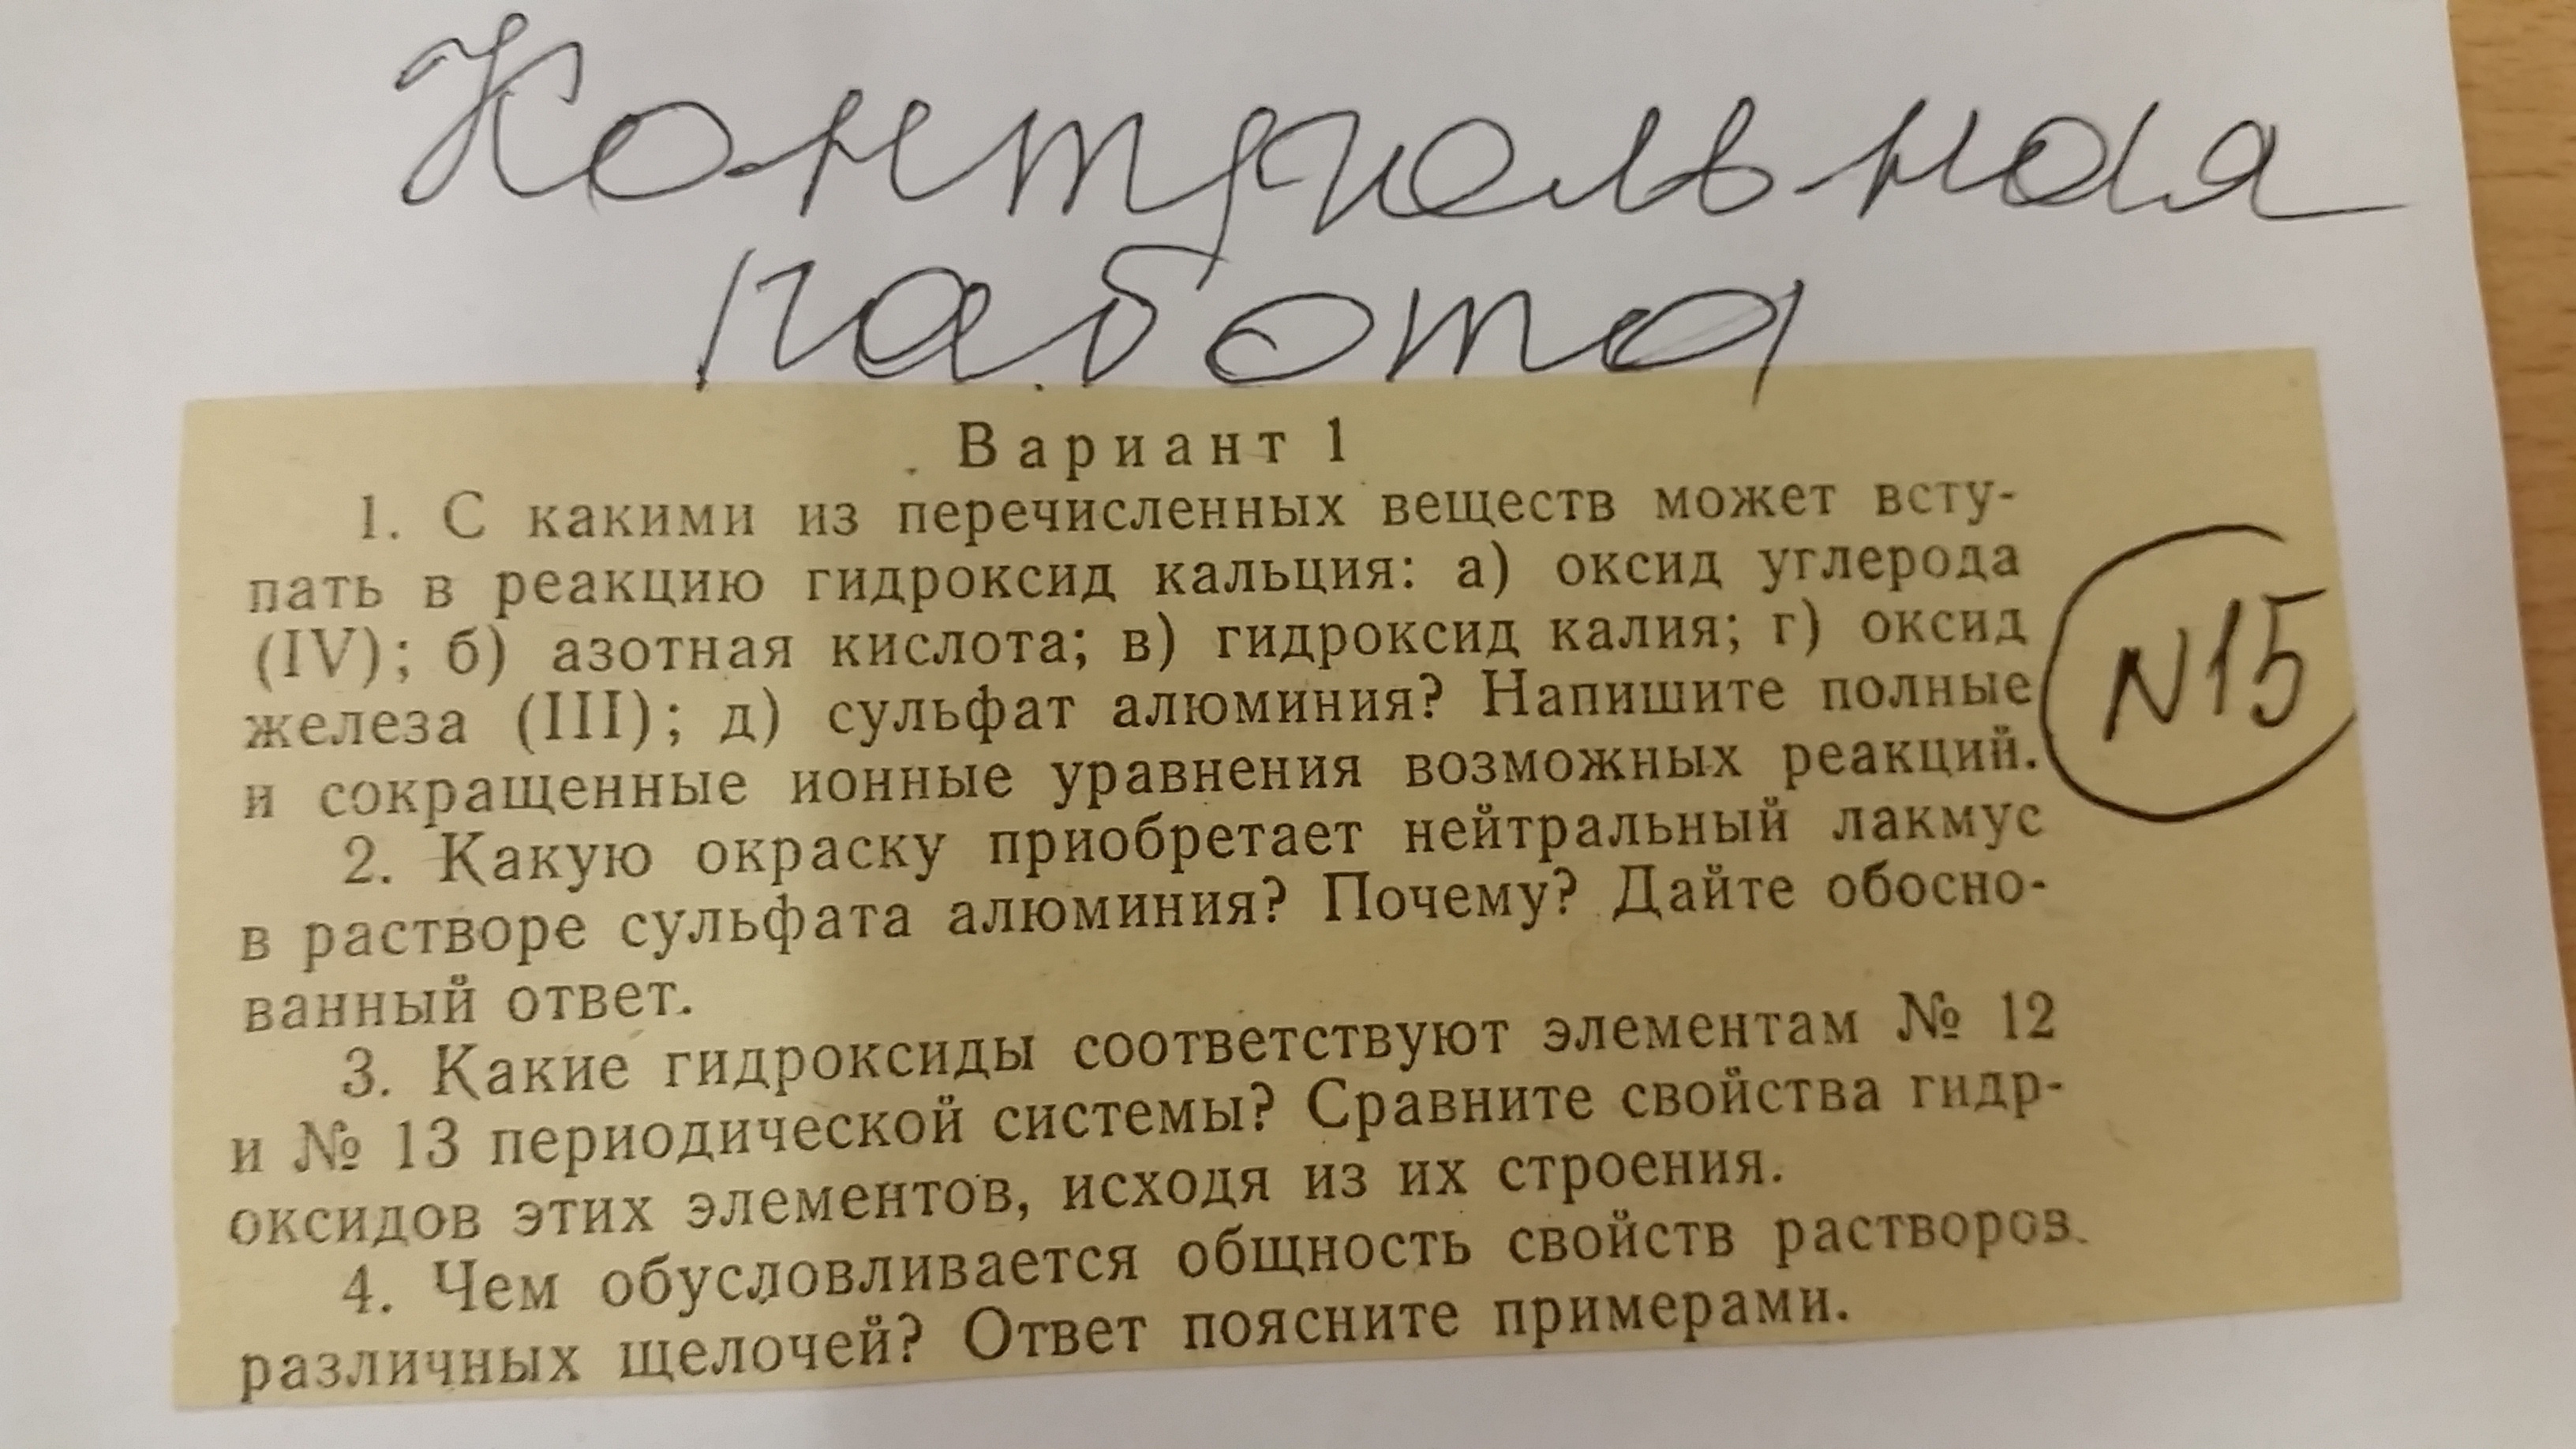 Контрольная
работа
Вариант 1
1. С какими из перечисленных веществ может всту-
пать в реакцию гидроксид кальция: а) оксид углерода
(IV); б) азотная кислота; в) гидроксид калия; г) оксид
железа (III); д) сульфат алюминия? Напишите полные
и сокращенные ионные уравнения возможных реакций.
N15
2. Какую окраску приобретает нейтральный лакмус
в растворе сульфата алюминия? Почему? Дайте обосно-
ванный ответ.
3. Какие гидроксиды соответствуют элементам № 12
и № 13 периодической системы? Сравните свойства гидр-
оксидов этих элементов, исходя из их строения.
4. Чем обусловливается общность свойств растворов
различных щелочей? Ответ поясните примерами.